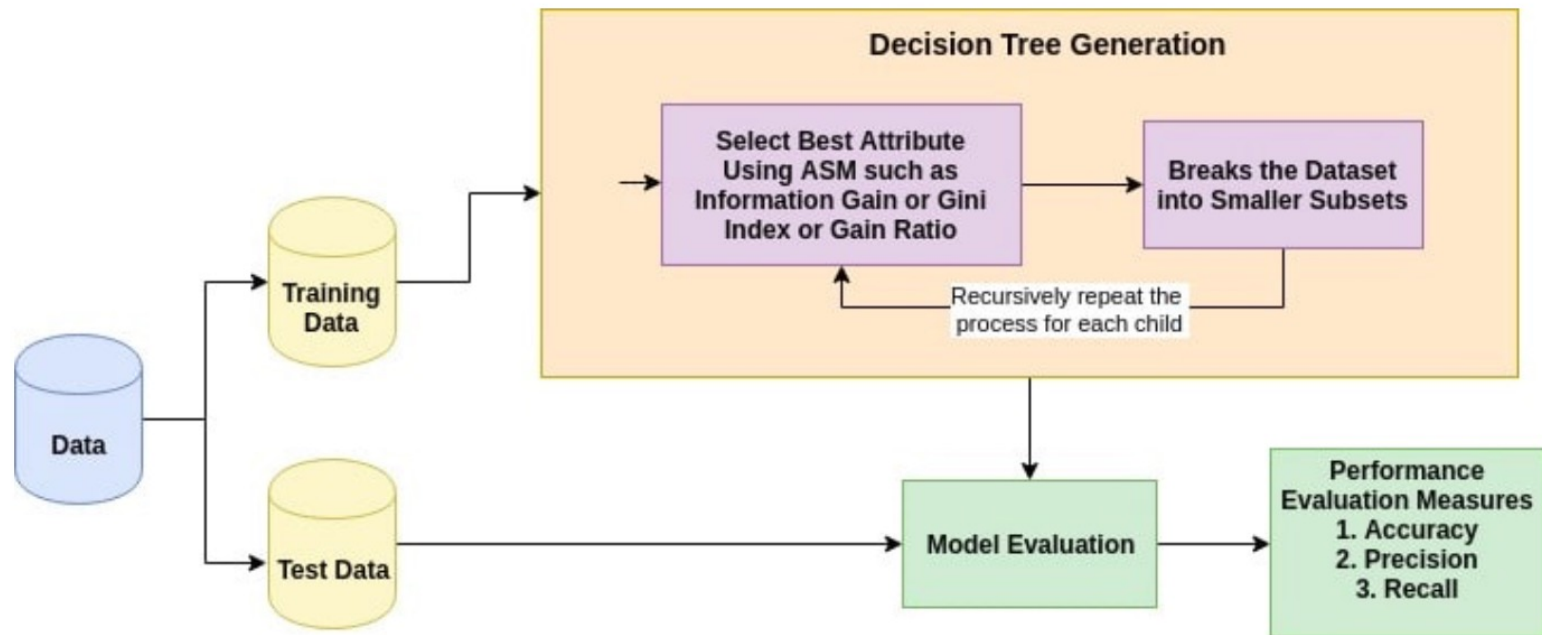 Decision Tree Generation
Select Best Attribute
Using ASM such as
Information Gain or Gini
Index or Gain Ratio
Breaks the Dataset
into Smaller Subsets
Recursively repeat the
process for each child
Training
Data
Data
Test Data
Model Evaluation
Performance
Evaluation Measures
1. Accuracy
2. Precision
3. Recall